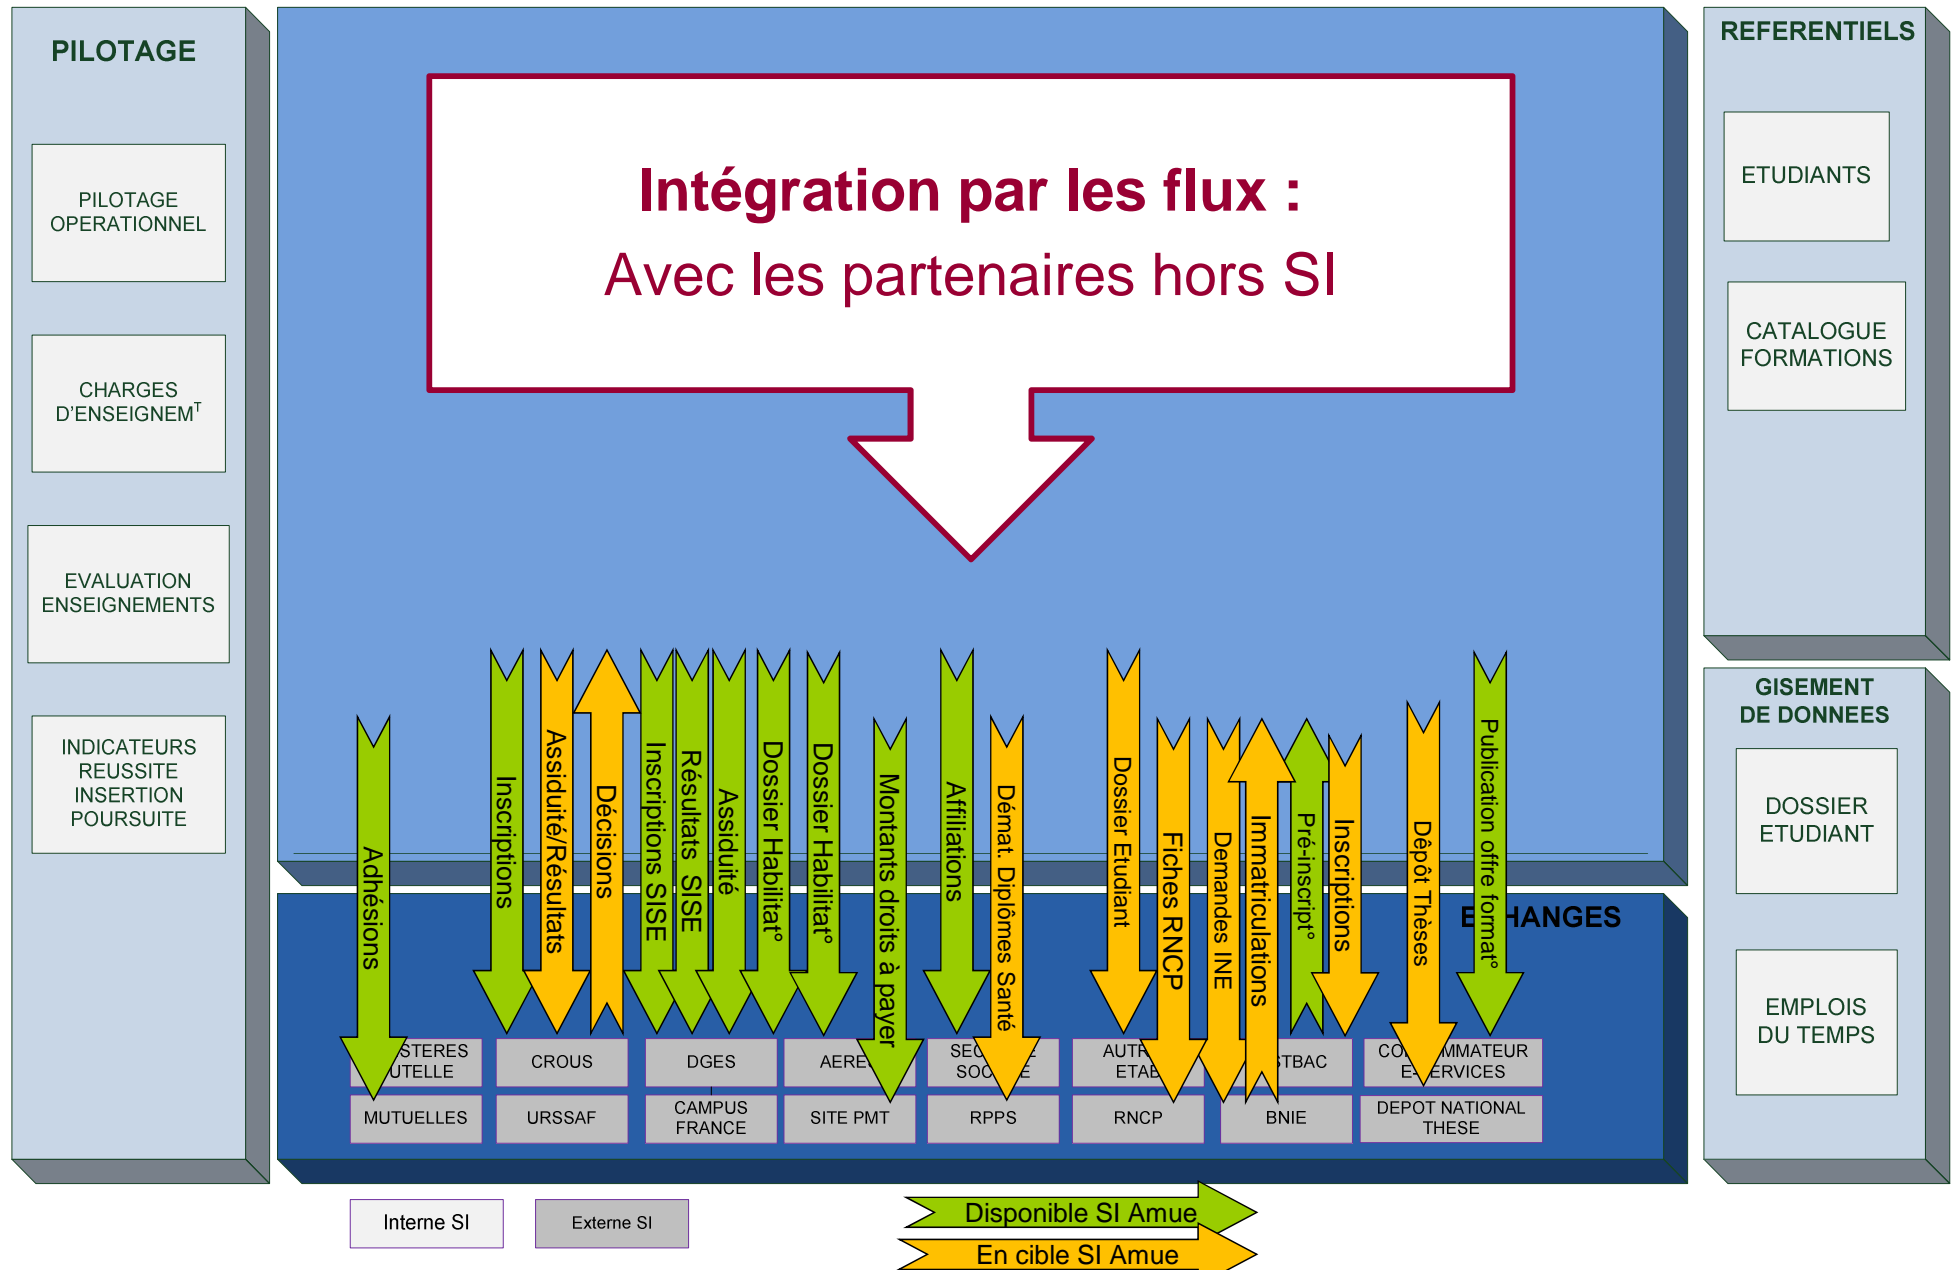 PILOTAGE
PILOTAGE
OPERATIONNEL
CHARGES
D'ENSEIGNEMT
EVALUATION
ENSEIGNEMENTS
INDICATEURS
REUSSITE
INSERTION
POURSUITE
Intégration par les flux :
Avec les partenaires hors SI
REFERENTIELS
ETUDIANTS
CATALOGUE
FORMATIONS
GISEMENT
DE DONNEES
DOSSIER
ETUDIANT
EMPLOIS
DU TEMPS
Adhésions
Inscriptions
Assiduité/Résultats
Décisions
Inscriptions SISE
Résultats SISE
Assiduité
Dossier Habilitat°
Dossier Habilitat°
Montants droits à payer
Affiliations
Démat. Diplômes Santé
Dossier Etudiant
Fiches RNCP
Demandes INE
Immatriculations
Pré-inscript°
Inscriptions
Dépôt Thèses
Publication offre format°
CROUS
DGES
MUTUELLES
URSSAF
CAMPUS
FRANCE
SITE PMT
RPPS
RNCP
BNIE
DEPOT NATIONAL
THESE
Interne SI
Externe SI
Disponible SI Amue
En cible SI Amue